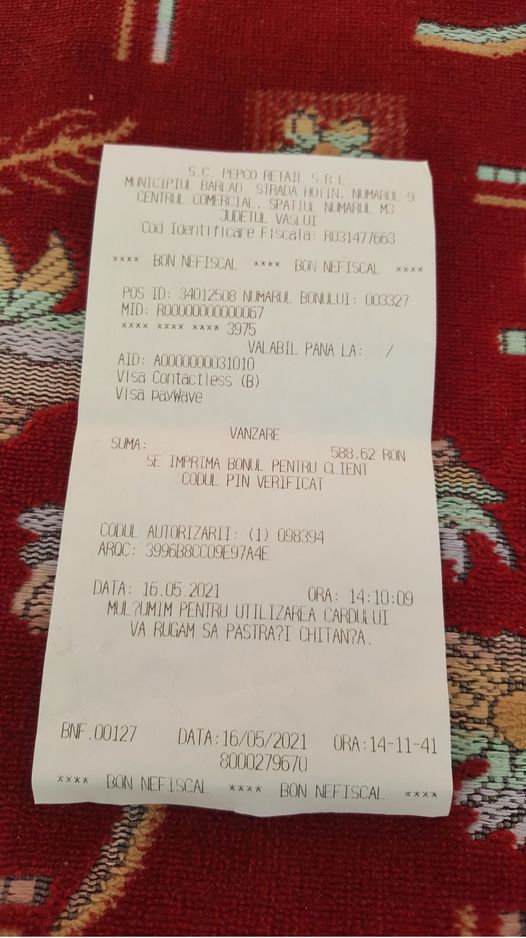 S.C. PEPCO RETAIL S.R.L.
MUNICIPIUL BARLAD, STRADA HOTIN, NUMARUL 9
CENTRUL COMERCIAL, SPATIUL NUMARUL M3
JUDETUL VASLUI
Cod Identificare Fiscala: RO31477663
**** BON NEFISCAL **** BON NEFISCAL ****
POS ID: 34012508 NUMARUL BONULUI: 003327
MID: R00000000000067
**** **** **** 3975
VALABIL PANA LA: /
AID: A0000000031010
Visa Contactless (B)
Visa payWave
VANZARE
SUMA: 588.62 RON
SE IMPRIMA BONUL PENTRU CLIENT
CODUL PIN VERIFICAT
CODUL AUTORIZARII: (1) 098394
ARQC: 3996B8CC09E97A4E
DATA: 16.05.2021 ORA: 14:10:09
MUL?UMIM PENTRU UTILIZAREA CARDULUI
VA RUGAM SA PASTRA?I CHITAN?A.
BNF.00127 DATA:16/05/2021 ORA:14-11-41
8000279670
**** BON NEFISCAL **** BON NEFISCAL ****